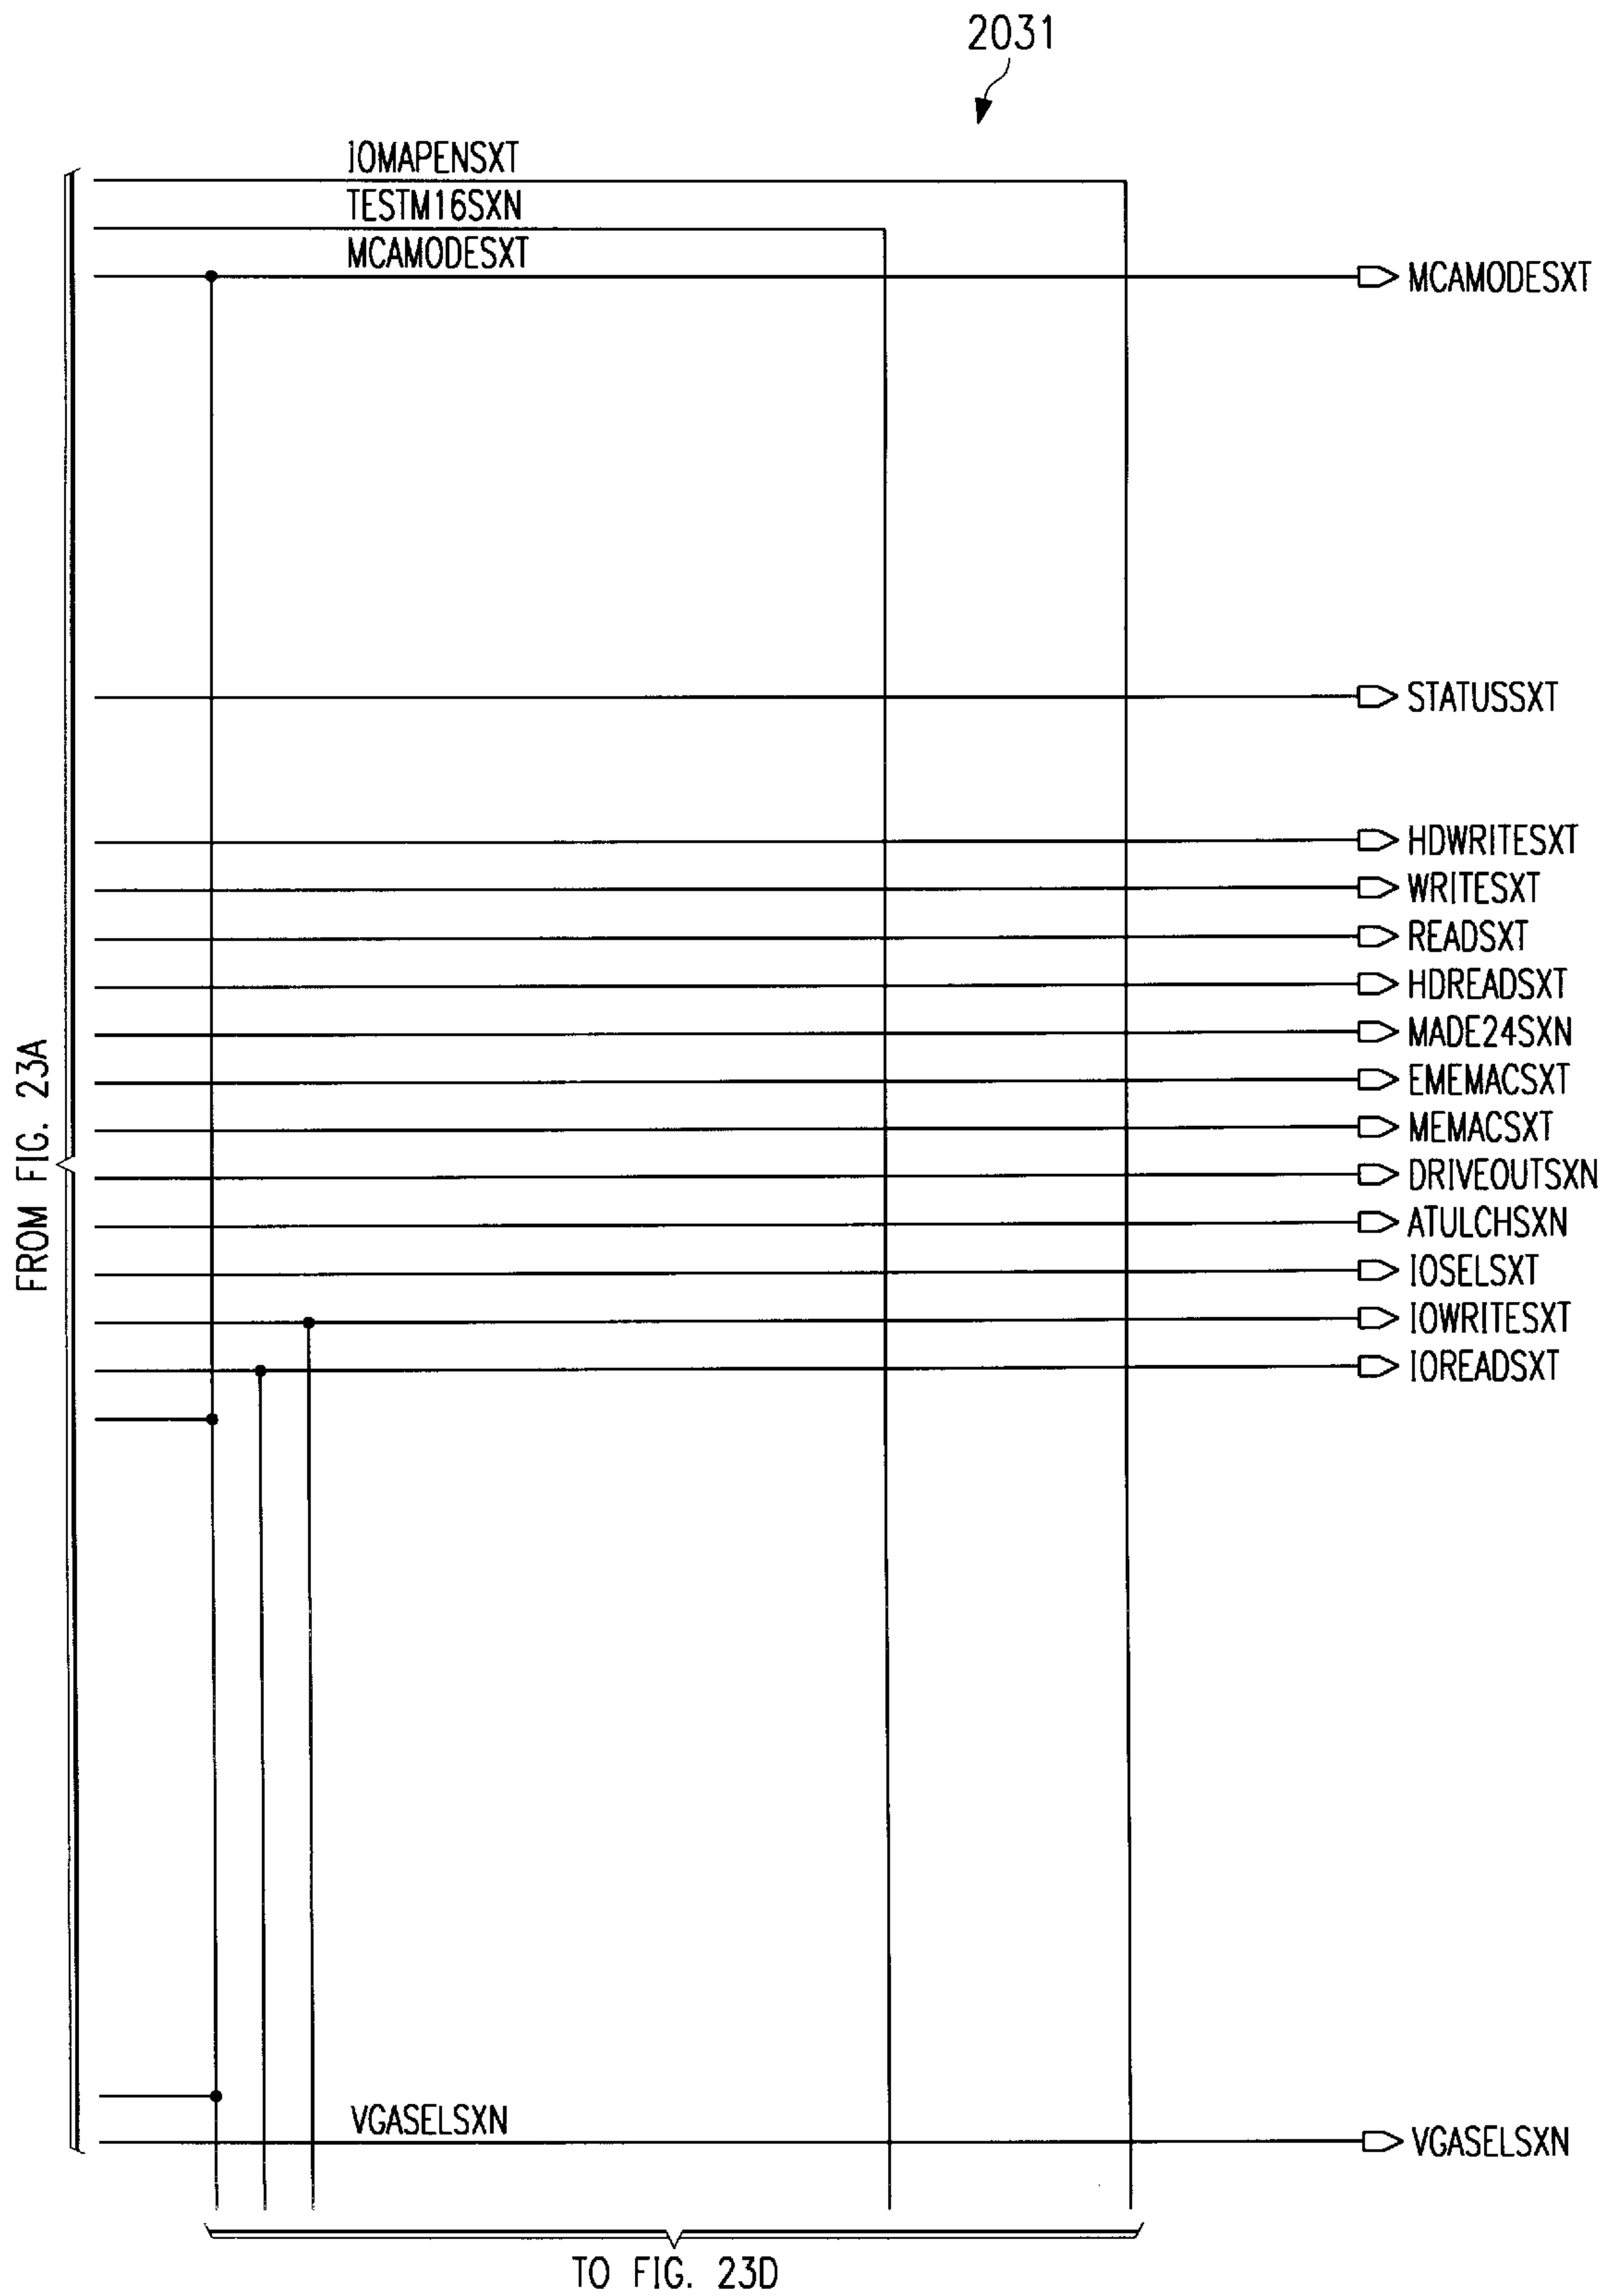 2031
IOMAPENSXT
TESTM16SXN
MCAMODESXT
MCAMODESXT
STATUSSXT
HDWRITESXT
WRITESXT
READSXT
HDREADSXT
MADE24SXN
EMEMACSXT
MEMACSXT
DRIVEOUTSXN
ATULCHSXN
IOSELSXT
IOWRITESXT
IOREADSXT
FROM FIG. 23A
VGASELSXN
VGASELSXN
TO FIG. 23D